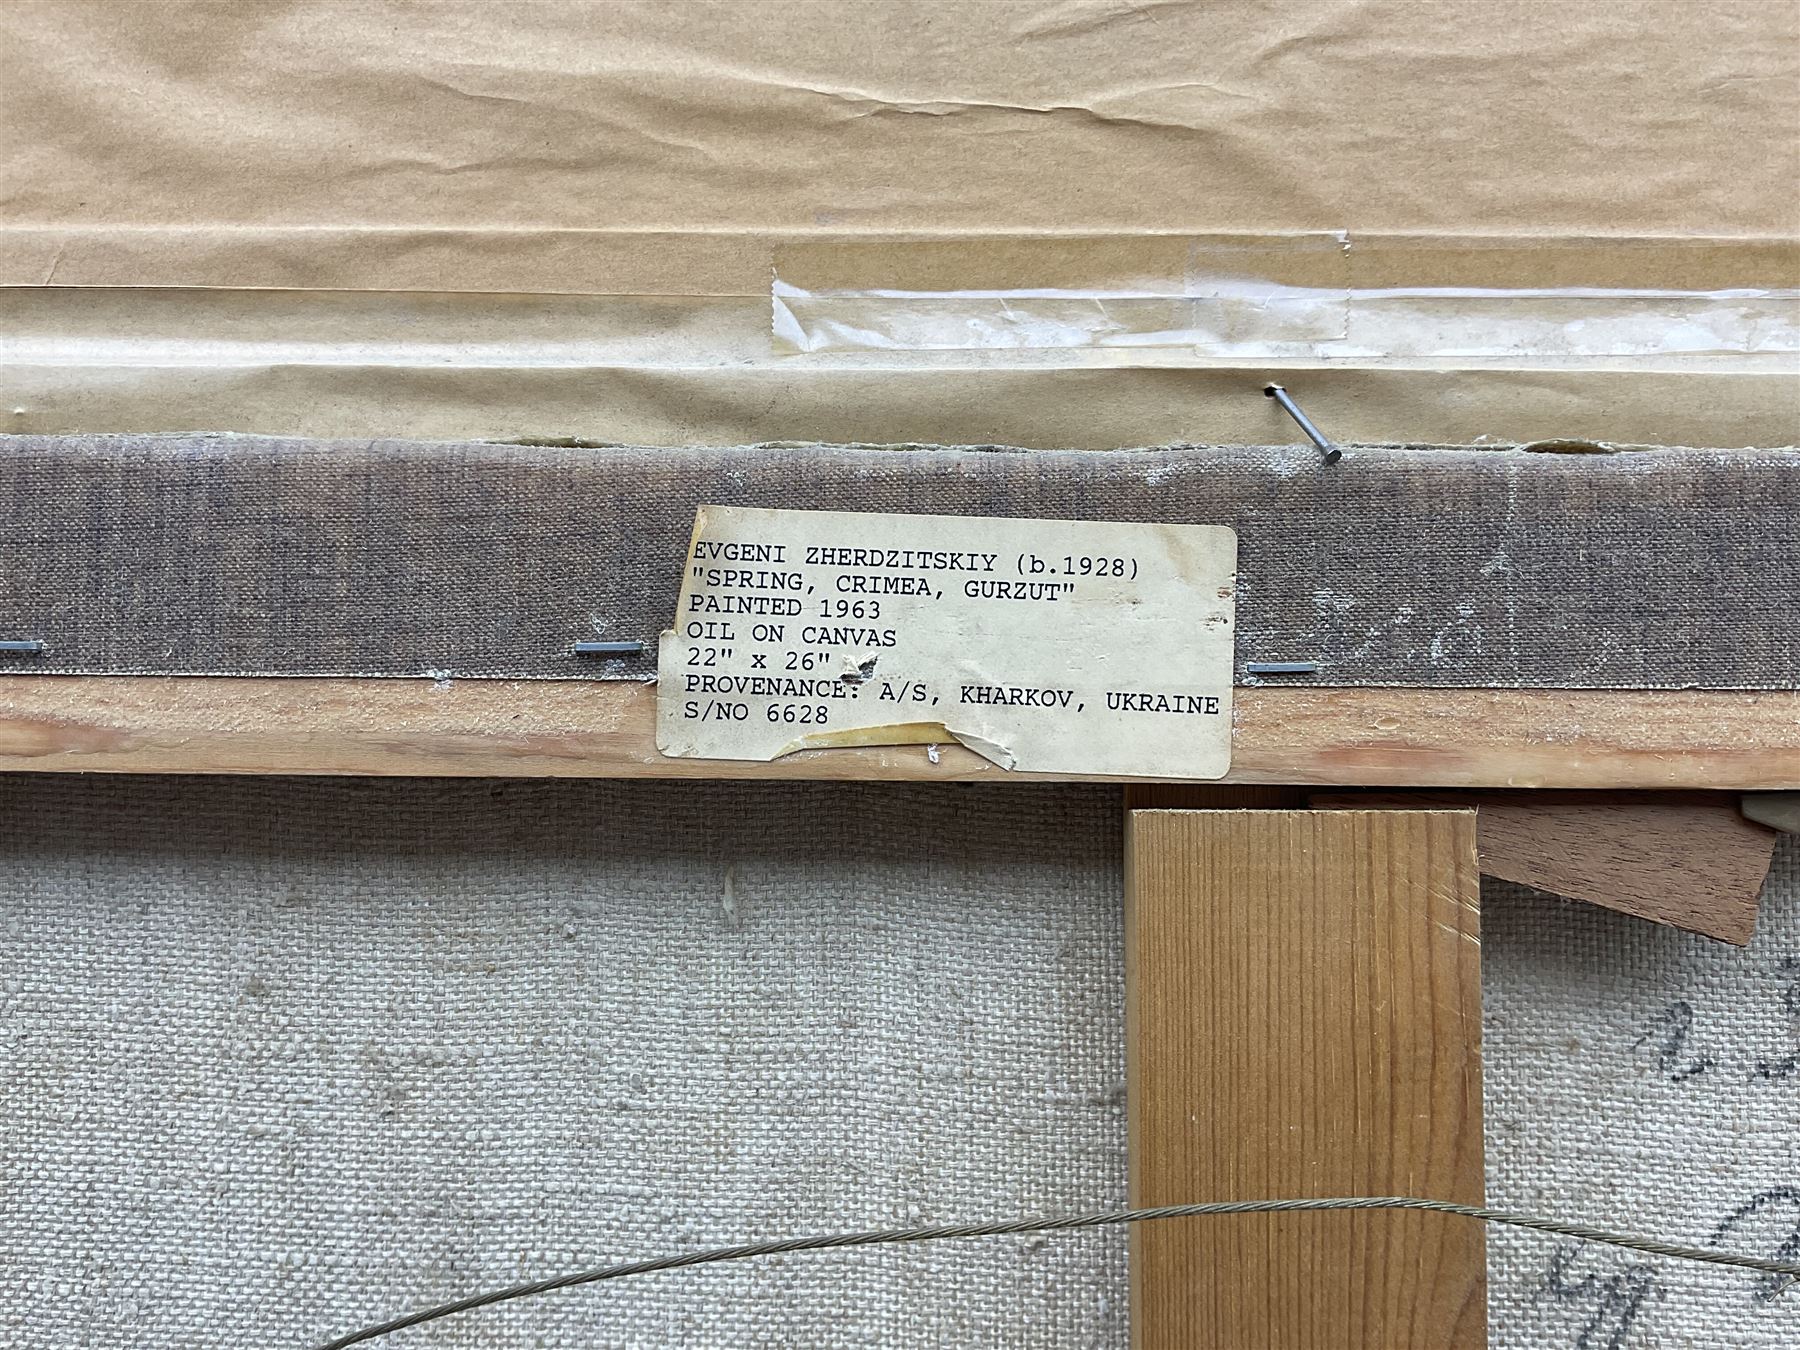 EVGENI ZHERDZITSKIY (b.1928)
"SPRING, CRIMEA, GURZUT"
PAINTED 1963
OIL ON CANVAS
22" x 26"
PROVENANCE: A/S, KHARKOV, UKRAINE
S/NO 6628